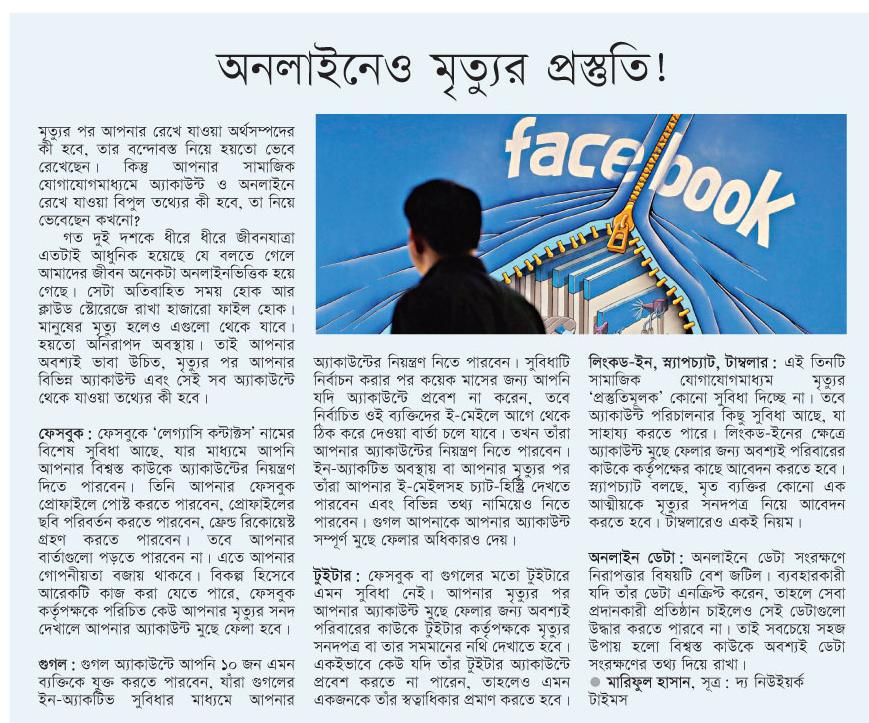 অনলাইনেও মৃত্যুর প্রস্তুতি!
মৃত্যুর পর আপনার রেখে যাওয়া অর্থসম্পদের
কী হবে, তার বন্দোবস্ত নিয়ে হয়তো ভেবে
রেখেছেন। কিন্তু আপনার সামাজিক
যোগাযোগমাধ্যমে অ্যাকাউন্ট ও অনলাইনে
রেখে যাওয়া বিপুল তথ্যের কী হবে, তা নিয়ে
ভেবেছেন কখনো?
গত দুই দশকে ধীরে ধীরে জীবনযাত্রা
এতটাই আধুনিক হয়েছে যে বলতে গেলে
আমাদের জীবন অনেকটা অনলাইনভিত্তিক হয়ে
গেছে। সেটা অতিবাহিত সময় হোক আর
ক্লাউড স্টোরেজে রাখা হাজারো ফাইল হোক।
মানুষের মৃত্যু হলেও এগুলো থেকে যাবে।
হয়তো অনিরাপদ অবস্থায়। তাই আপনার
অবশ্যই ভাবা উচিত, মৃত্যুর পর আপনার
বিভিন্ন অ্যাকাউন্ট এবং সেই সব অ্যাকাউন্টে
থেকে যাওয়া তথ্যের কী হবে।
ফেসবুক : ফেসবুকে ‘লেগ্যাসি কন্টাক্টস’ নামের
বিশেষ সুবিধা আছে, যার মাধ্যমে আপনি
আপনার বিশ্বস্ত কাউকে অ্যাকাউন্টের নিয়ন্ত্রণ
দিতে পারবেন। তিনি আপনার ফেসবুক
প্রোফাইলে পোস্ট করতে পারবেন, প্রোফাইলের
ছবি পরিবর্তন করতে পারবেন, ফ্রেন্ড রিকোয়েস্ট
গ্রহণ করতে পারবেন। তবে আপনার
বার্তাগুলো পড়তে পারবেন না। এতে আপনার
গোপনীয়তা বজায় থাকবে। বিকল্প হিসেবে
আরেকটি কাজ করা যেতে পারে, ফেসবুক
কর্তৃপক্ষকে পরিচিত কেউ আপনার মৃত্যুর সনদ
দেখালে আপনার অ্যাকাউন্ট মুছে ফেলা হবে।
গুগল : গুগল অ্যাকাউন্টে আপনি ১০ জন এমন
ব্যক্তিকে যুক্ত করতে পারবেন, যাঁরা গুগলের
ইন-অ্যাকটিভ সুবিধার মাধ্যমে আপনার
facebook
অ্যাকাউন্টের নিয়ন্ত্রণ নিতে পারবেন। সুবিধাটি
নির্বাচন করার পর কয়েক মাসের জন্য আপনি
যদি অ্যাকাউন্টে প্রবেশ না করেন, তবে
নির্বাচিত ওই ব্যক্তিদের ই-মেইলে আগে থেকে
ঠিক করে দেওয়া বার্তা চলে যাবে। তখন তাঁরা
আপনার অ্যাকাউন্টের নিয়ন্ত্রণ নিতে পারবেন।
ইন-অ্যাকটিভ অবস্থায় বা আপনার মৃত্যুর পর
তাঁরা আপনার ই-মেইলসহ চ্যাট-হিস্ট্রি দেখতে
পারবেন এবং বিভিন্ন তথ্য নামিয়েও নিতে
পারবেন। গুগল আপনাকে আপনার অ্যাকাউন্ট
সম্পূর্ণ মুছে ফেলার অধিকারও দেয়।
টুইটার : ফেসবুক বা গুগলের মতো টুইটারে
এমন সুবিধা নেই। আপনার মৃত্যুর পর
আপনার অ্যাকাউন্ট মুছে ফেলার জন্য অবশ্যই
পরিবারের কাউকে টুইটার কর্তৃপক্ষকে মৃত্যুর
সনদপত্র বা তার সমমানের নথি দেখাতে হবে।
একইভাবে কেউ যদি তাঁর টুইটার অ্যাকাউন্টে
প্রবেশ করতে না পারেন, তাহলেও এমন
একজনকে তাঁর স্বত্বাধিকার প্রমাণ করতে হবে।
লিংকড-ইন, স্ন্যাপচ্যাট, টাম্বলার : এই তিনটি
সামাজিক যোগাযোগমাধ্যম মৃত্যুর
‘প্রস্তুতিমূলক’ কোনো সুবিধা দিচ্ছে না। তবে
অ্যাকাউন্ট পরিচালনার কিছু সুবিধা আছে, যা
সাহায্য করতে পারে। লিংকড-ইনের ক্ষেত্রে
অ্যাকাউন্ট মুছে ফেলার জন্য অবশ্যই পরিবারের
কাউকে কর্তৃপক্ষের কাছে আবেদন করতে হবে।
স্ন্যাপচ্যাট বলছে, মৃত ব্যক্তির কোনো এক
আত্মীয়কে মৃত্যুর সনদপত্র নিয়ে আবেদন
করতে হবে। টাম্বলারেও একই নিয়ম।
অনলাইন ডেটা : অনলাইনে ডেটা সংরক্ষণে
নিরাপত্তার বিষয়টি বেশ জটিল। ব্যবহারকারী
যদি তাঁর ডেটা এনক্রিপ্ট করেন, তাহলে সেবা
প্রদানকারী প্রতিষ্ঠান চাইলেও সেই ডেটাগুলো
উদ্ধার করতে পারবে না। তাই সবচেয়ে সহজ
উপায় হলো বিশ্বস্ত কাউকে অবশ্যই ডেটা
সংরক্ষণের তথ্য দিয়ে রাখা।
● মারিফুল হাসান, সূত্র : দ্য নিউইয়র্ক
টাইমস